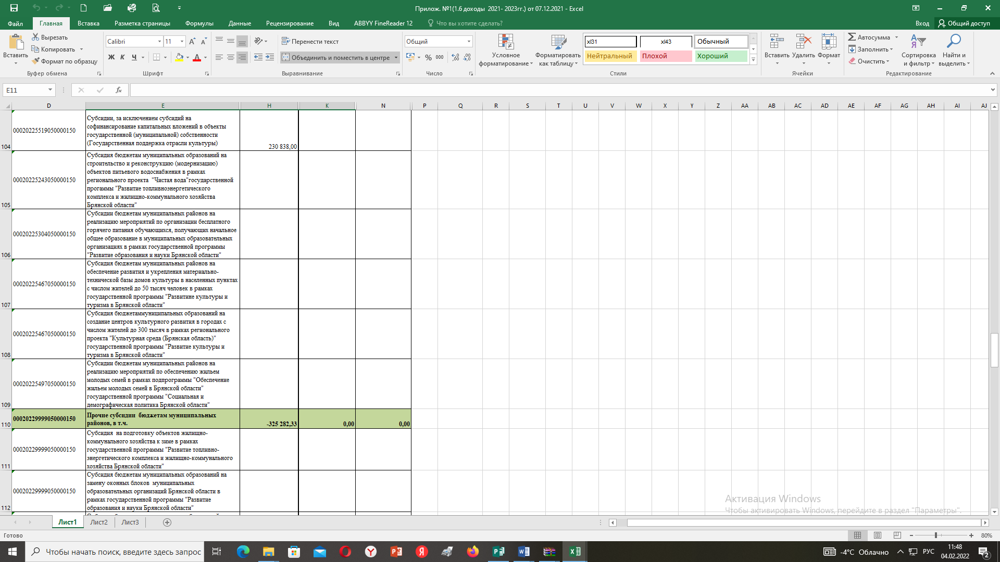 Прилож. №1(1.6 доходы  2021- 2023гг.) от 07.12.2021 - Excel
Файл
Главная
Вставка
Разметка страницы
Формулы
Данные
Рецензирование
Вид
ABBYY FineReader 12
Что вы хотите сделать?
Вход
Общий доступ
Вставить
Вырезать
Копировать
Формат по образцу
Буфер обмена
Calibri
11
Ж К Ч
Шрифт
Перенести текст
Объединить и поместить в центре
Выравнивание
Общий
% 000
Число
Условное форматирование
Форматировать как таблицу
xl31
xl43
Обычный
Нейтральный
Плохой
Хороший
Стили
Вставить
Удалить
Формат
Ячейки
Автосумма
Заполнить
Очистить
Сортировка и фильтр
Найти и выделить
Редактирование
E11
fx
D E H K N P Q R S T U V W X Y Z AA AB AC AD AE AF AG AH AI AJ
104
00020225519050000150
Субсидии, за исключением субсидий на
софинансирование капитальных вложений в объекты
государственной (муниципальной) собственности
(Государственная поддержка отрасли культуры)
230 838,00
105
00020225243050000150
Субсидия бюджетам муниципальных образований на
строительство и реконструкцию (модернизацию)
объектов питьевого водоснабжения в рамках
регионального проекта  "Чистая вода"государственной
прогаммы "Развитие топливноэнергетического
комплекса и жилищно-коммунального хозяйства
Брянской области"
106
00020225304050000150
Субсидии бюджетам муниципальных районов на
реализацию мероприятий по организации бесплатного
горячего питания обучающихся, получающих начальное
общее образование в муниципальных образовательных
организациях в рамках государственной программы
"Развитие образования и науки Брянской области"
107
00020225467050000150
Субсидия бюджетам муниципальных районов на
обеспечение развития и укрепления материально-
технической базы домов культуры в населенных пунктах
с числом жителей до 50 тысяч человек в рамках
государственной программы "Развитине культуры и
туризма в Брянской области"
108
00020225467050000150
Субсидия бюджетаммуниципальных образований на
создание центров культурного развития в городах с
числом жителей до 300 тысяч в рамках регионального
проекта "Культурная среда (Брянская область)"
государственной программы "Развитие культуры и
туризма в Брянской области"
109
00020225497050000150
Субсидии бюджетам муниципальных районов на
реализацию мероприятий по обеспечению жильем
молодых семей в рамках подпрограммы "Обеспечение
жильем молодых семей в Брянской области"
государственной программы "Социальная и
демографическая политика Брянской области"
110
00020229999050000150
Прочие субсидии  бюджетам муниципальных
районов, в т.ч.
-325 282,33
0,00
0,00
111
00020229999050000150
Субсидия  на подготовку объектов жилищно-
коммунального хозяйства к зиме в рамках
государственной программы "Развитие топливно-
энергетического комплекса и жилищно-коммунального
хозяйства Брянской области"
112
00020229999050000150
Субсидия бюджетам муниципальных образований на
замену оконных блоков  муниципальных
образовательных организаций Брянской области в
рамках государственной программы "Развитие
образования и науки Брянской области"
Активация Windows
Чтобы активировать Windows, перейдите в раздел "Параметры".
Лист1
Лист2
Лист3
Готово
80%
Чтобы начать поиск, введите здесь запрос
-4°C Облачно
РУС
11:48
04.02.2022
2